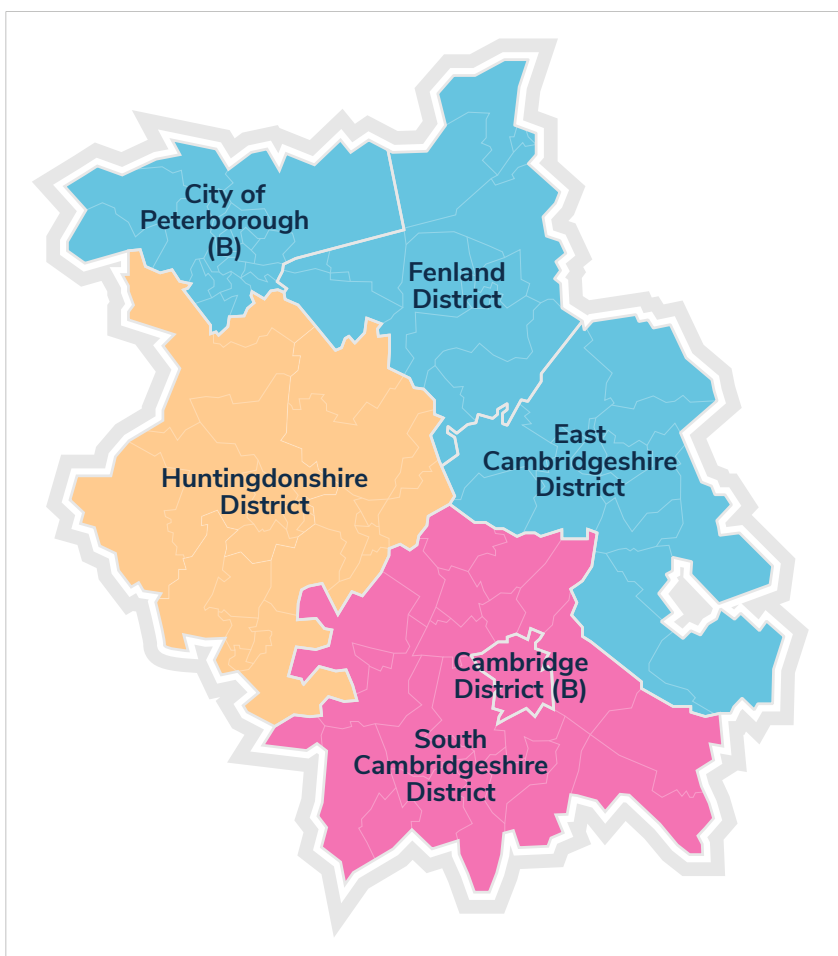 City of
Peterborough
(B)
Fenland
District
East
Cambridgeshire
District
Huntingdonshire
District
Cambridge
District (B)
South
Cambridgeshire
District